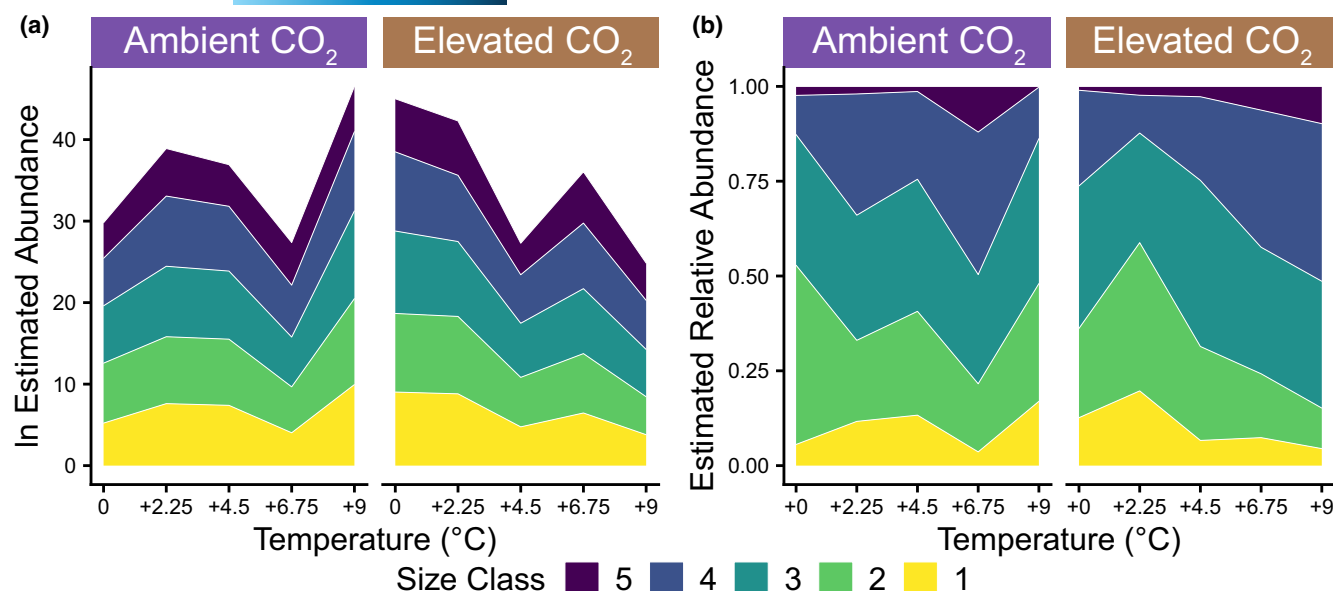 (a)
Ambient CO2
Elevated CO2
ln Estimated Abundance
40
30
20
10
0
0 +2.25 +4.5 +6.75 +9
0 +2.25 +4.5 +6.75 +9
Temperature (°C)
(b)
Ambient CO2
Elevated CO2
Estimated Relative Abundance
1.00
0.75
0.50
0.25
0.00
+0 +2.25 +4.5 +6.75 +9
+0 +2.25 +4.5 +6.75 +9
Temperature (°C)
Size Class 5 4 3 2 1